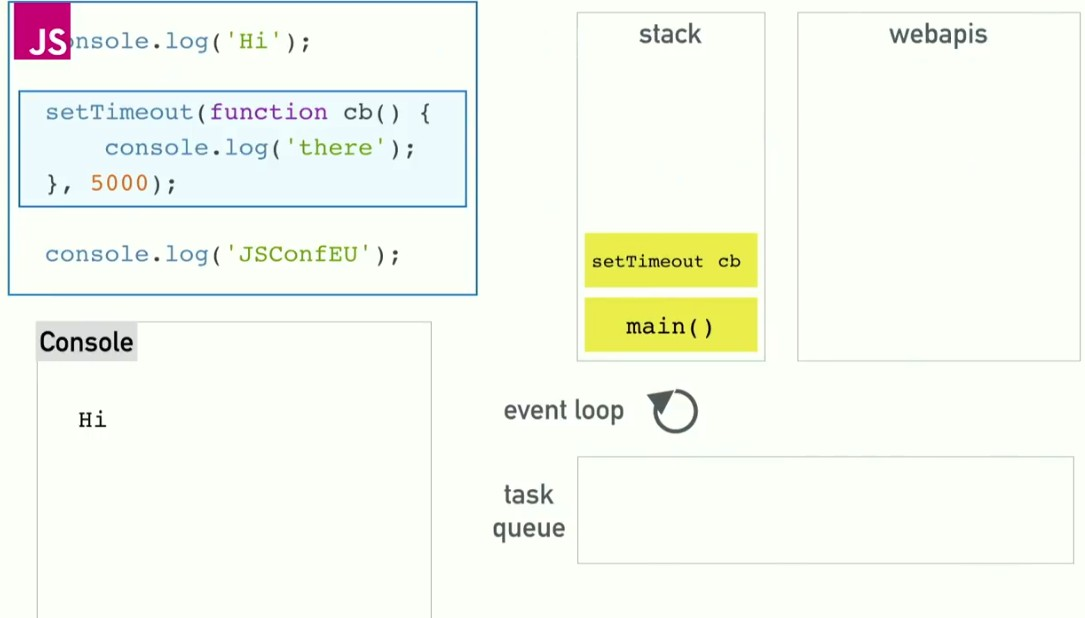 JS
onsole.log('Hi');
setTimeout(function cb() {
console.log('there');
}, 5000);
console.log('JSConfEU');
Console
Hi
stack
setTimeout cb
main()
webapis
event loop
task
queue